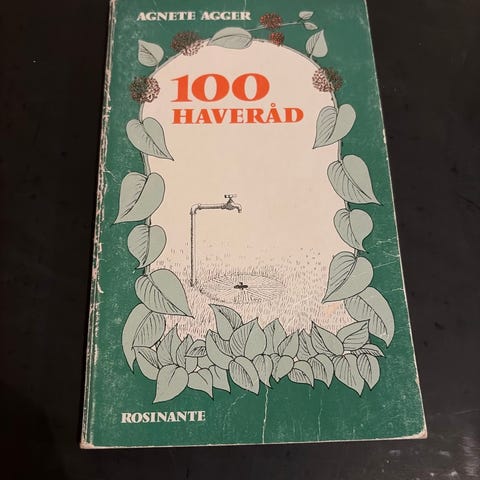 AGNETE AGGER
100
HAVERÅD
ROSINANTE